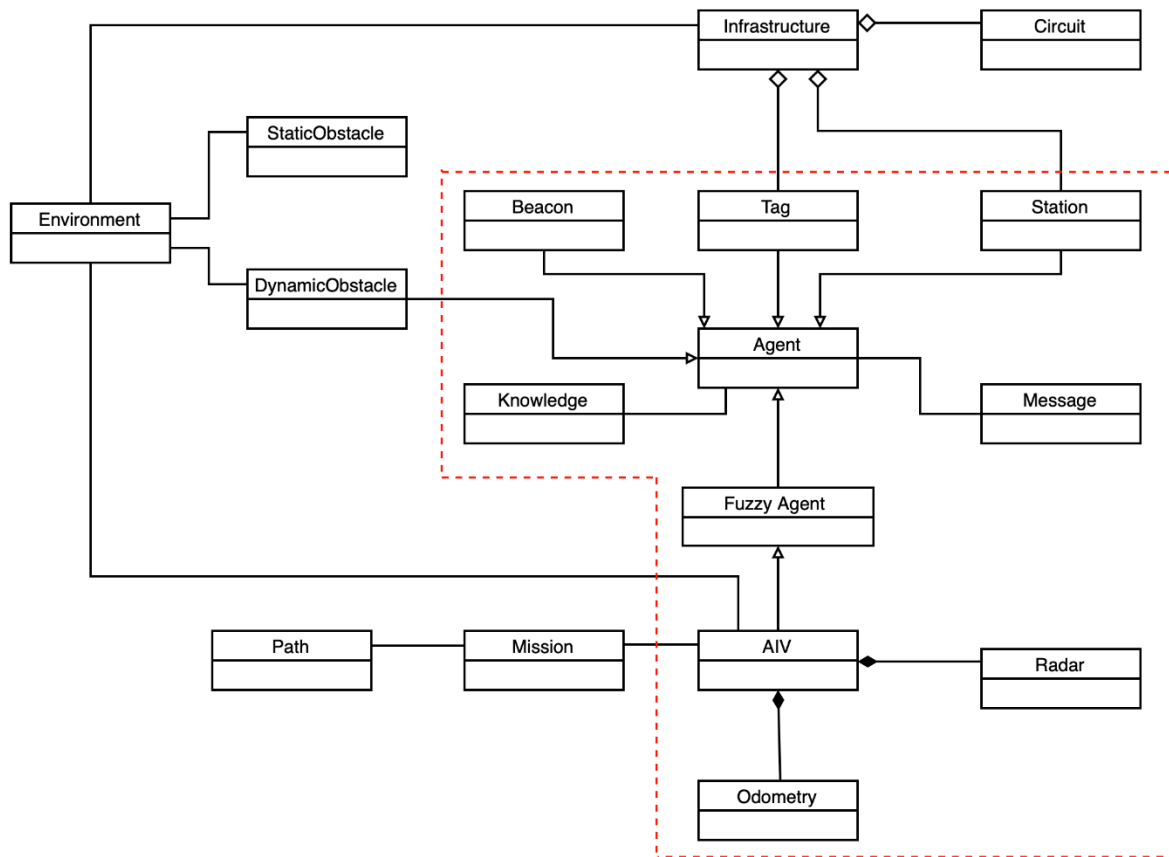 Infrastructure
Circuit
StaticObstacle
Environment
Beacon
Tag
Station
DynamicObstacle
Agent
Knowledge
Message
Fuzzy Agent
Path
Mission
AIV
Radar
Odometry